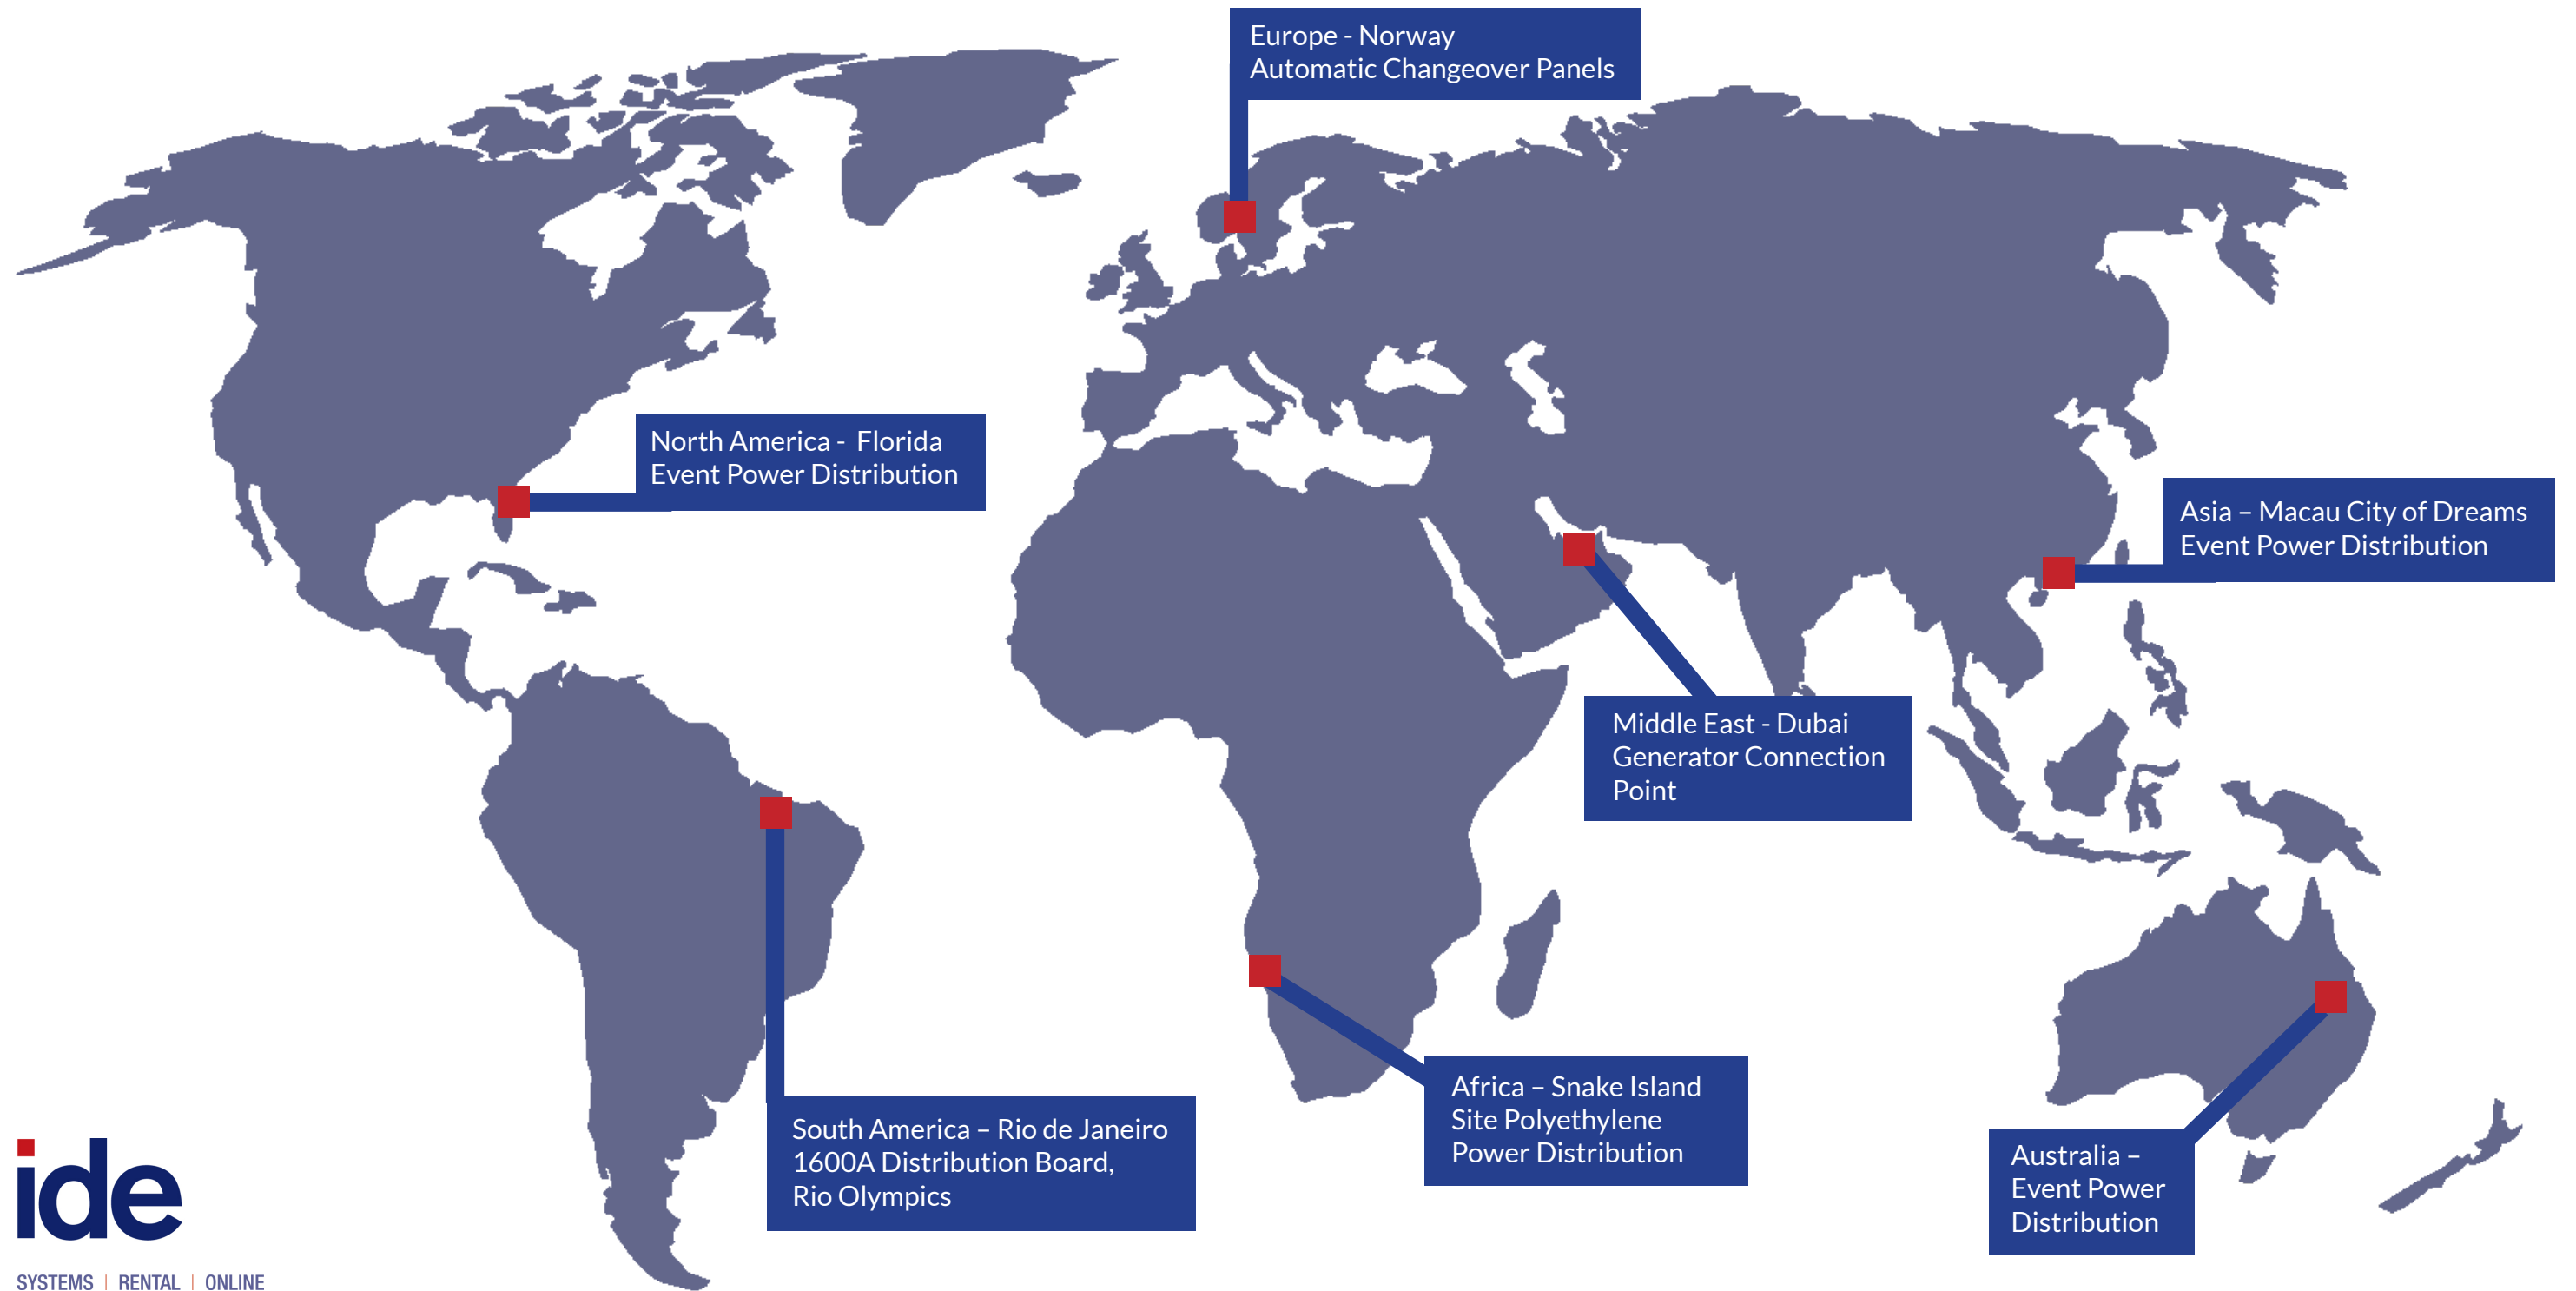 Europe - Norway
Automatic Changeover Panels
North America -  Florida
Event Power Distribution
Asia – Macau City of Dreams
Event Power Distribution
Middle East - Dubai
Generator Connection
Point
Africa – Snake Island
Site Polyethylene
Power Distribution
South America – Rio de Janeiro
1600A Distribution Board,
Rio Olympics
Australia –
Event Power
Distribution
ide
SYSTEMS | RENTAL | ONLINE